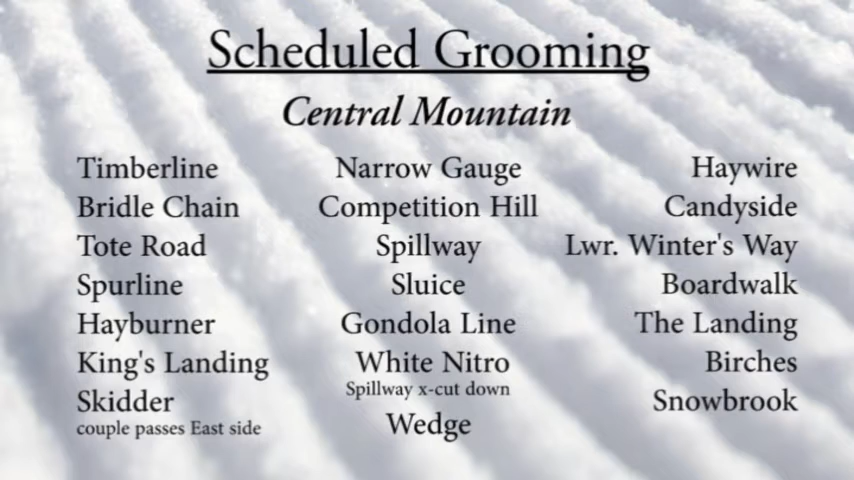 Scheduled Grooming
Central Mountain
Timberline
Bridle Chain
Tote Road
Spurline
Hayburner
King's Landing
Skidder
couple passes East side
Narrow Gauge
Competition Hill
Spillway
Sluice
Gondola Line
White Nitro
Spillway x-cut down
Wedge
Haywire
Candyside
Lwr. Winter's Way
Boardwalk
The Landing
Birches
Snowbrook